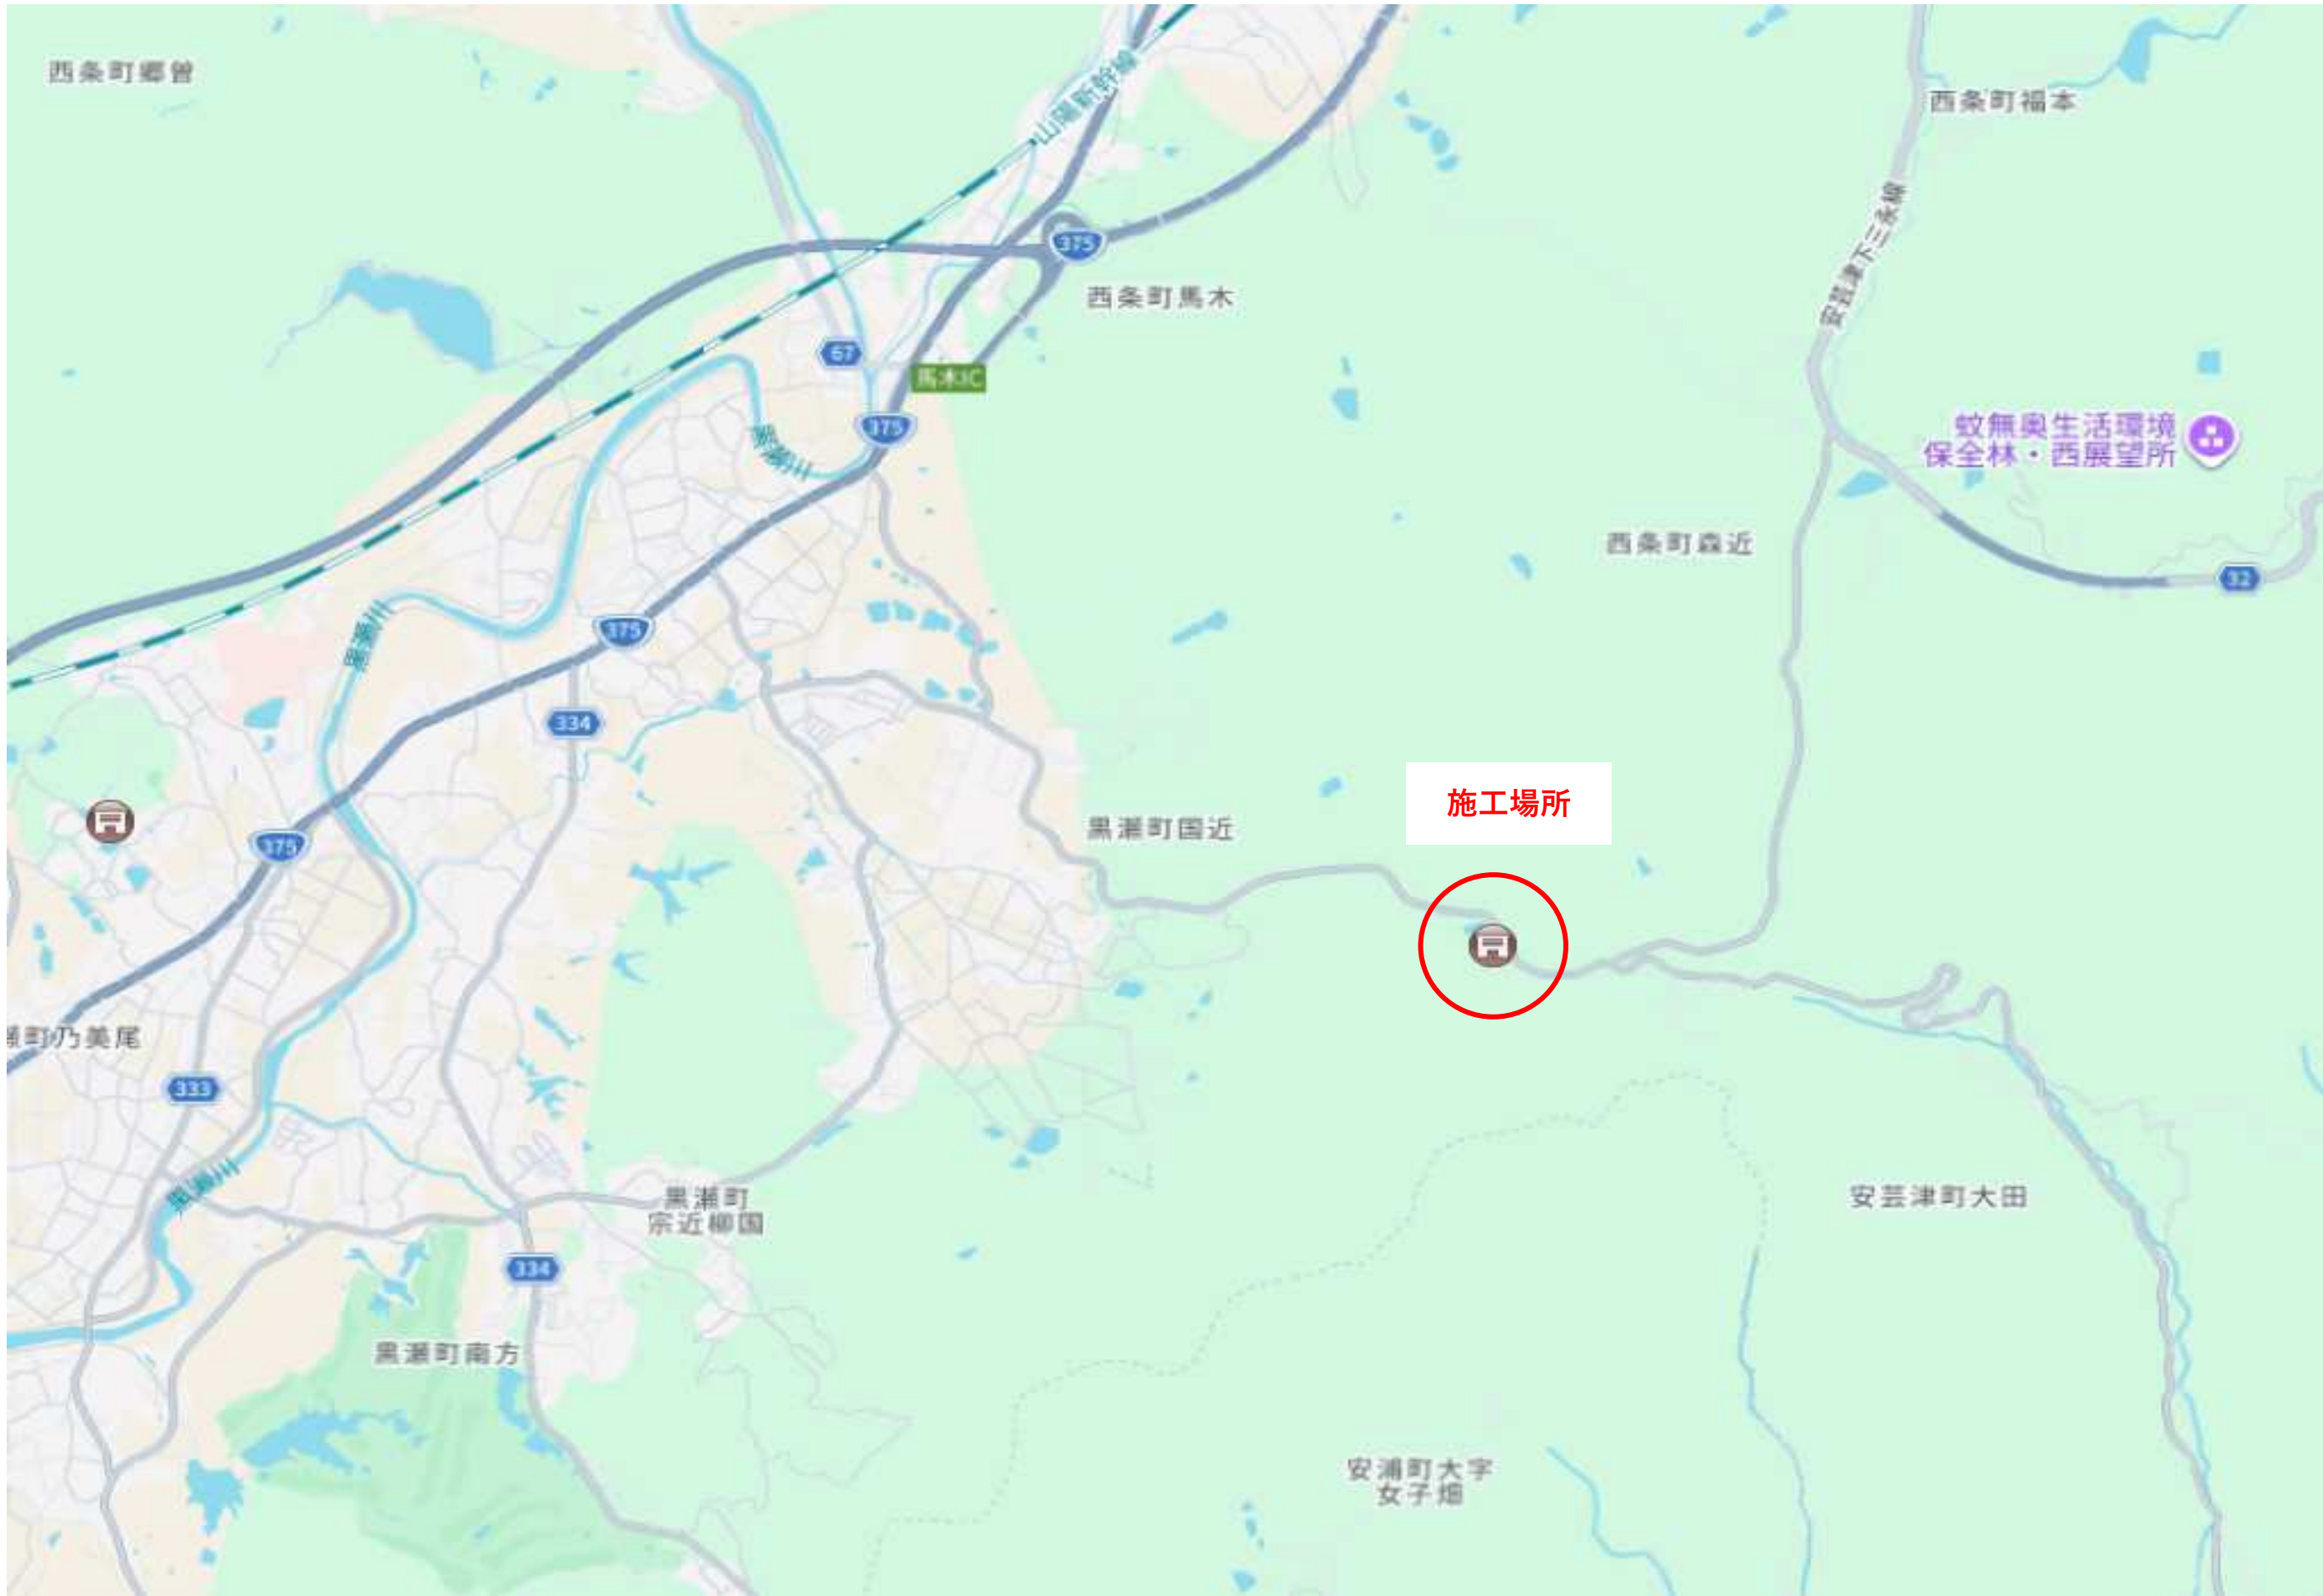 西条町郷曽
山陽新幹線
西条町福本
375
西条町馬木
安芸津下三永線
67
馬木IC
375
黒瀬川
蚊無奥生活環境
保全林・西展望所
西条町森近
32
黒瀬川
375
334
施工場所
黒瀬町国近
375
瀬町乃美尾
333
黒瀬川
黒瀬町
宗近柳国
安芸津町大田
334
黒瀬町南方
安浦町大字
女子畑